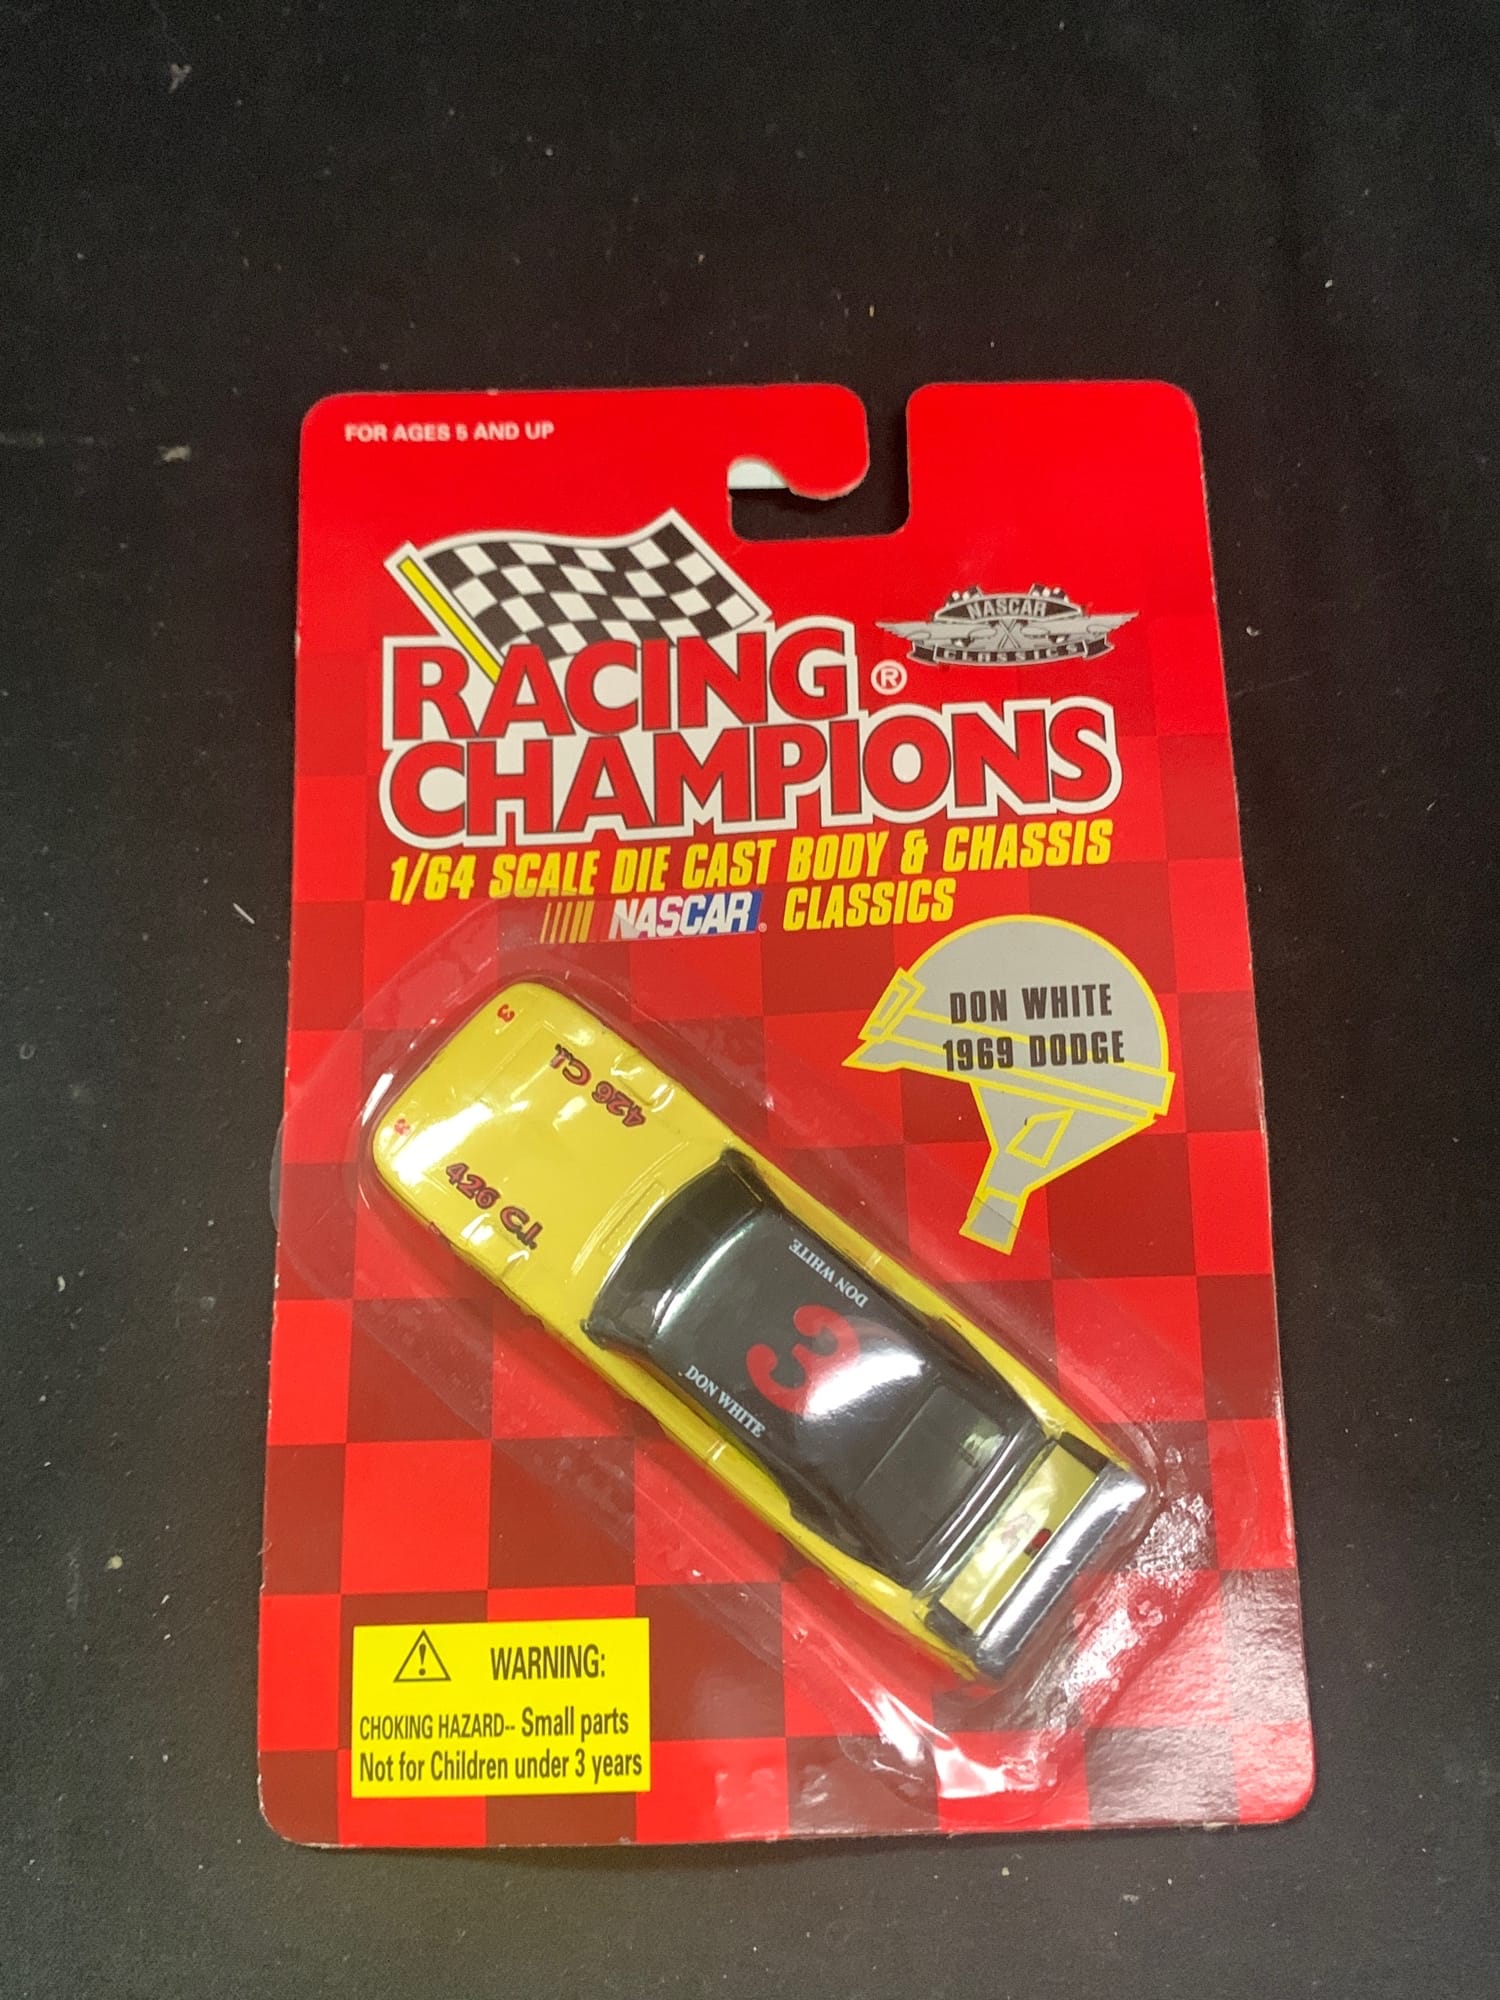 FOR AGES 5 AND UP
NASCAR
CLASSICS
RACING ®
CHAMPIONS
1/64 SCALE DIE CAST BODY & CHASSIS
NASCAR® CLASSICS
DON WHITE
1969 DODGE
3
426 C.I.
3
426 C.I.
DON WHITE
3
DON WHITE
WARNING:
CHOKING HAZARD-- Small parts
Not for Children under 3 years